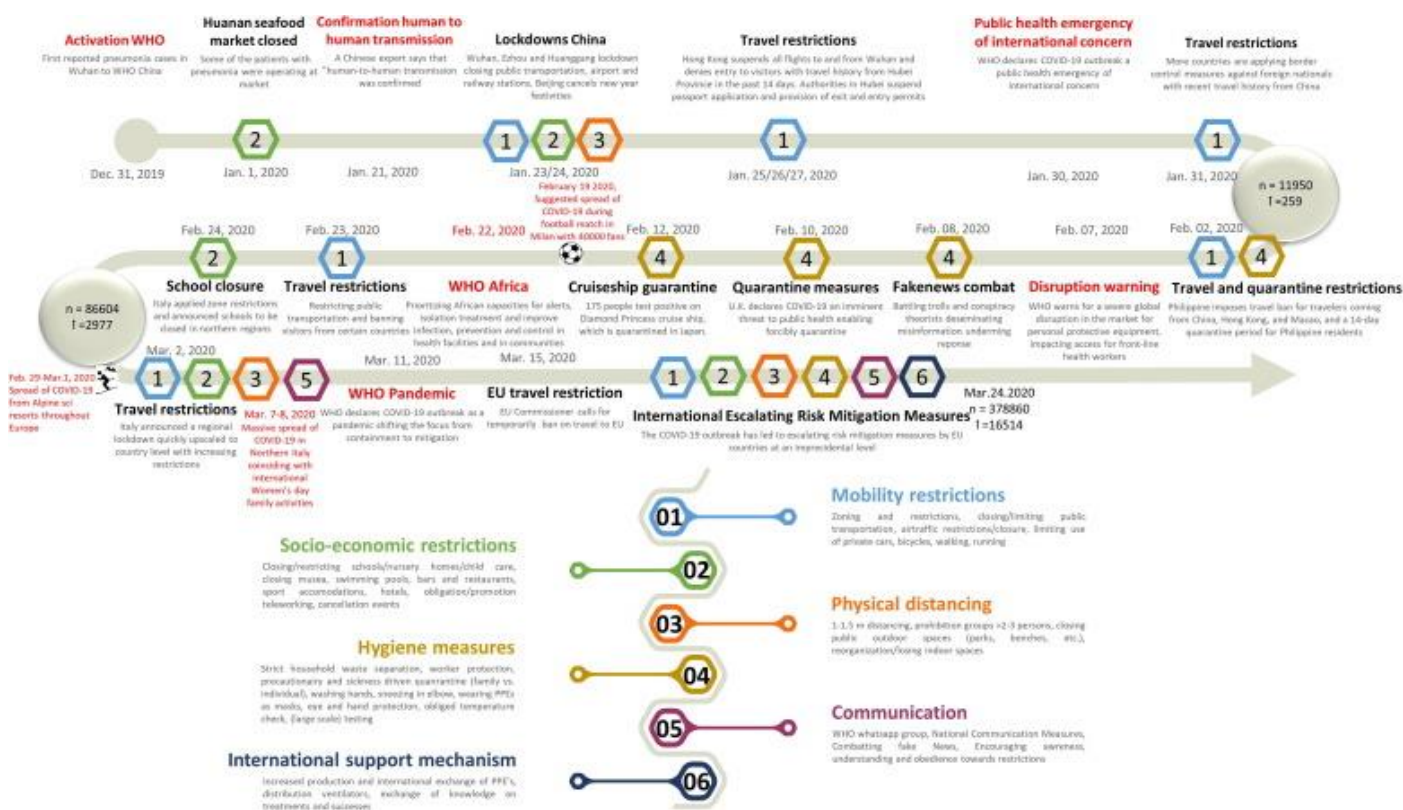 Activation WHO
First reported pneumonia cases in
Wuhan to WHO China
Huanan seafood
market closed
Some of the patients with
pneumonia were operating at
market
Confirmation human to
human transmission
A Chinese expert says that
"human-to-human transmission
was confirmed
Lockdowns China
Wuhan, Ezhou and Huanggang lockdown
closing public transportation, airport and
railway stations, Beijing cancels new year
festivities
Travel restrictions
Hong Kong suspends all flights to and from Wuhan and
denies entry to visitors with travel history from Hubei
Province in the past 14 days. Authorities in Hubei suspend
passport application and provision of exit and entry permits
Public health emergency
of international concern
WHO declares COVID-19 outbreak a
public health emergency of
international concern
Travel restrictions
More countries are applying border
control measures against foreign nationals
with recent travel history from China
2
1
2
3
1
1
Dec. 31, 2019
Jan. 1, 2020
Jan. 21, 2020
Jan. 23/24, 2020
Jan. 25/26/27, 2020
Jan. 30, 2020
Jan. 31, 2020
n = 11950
f =259
February 19 2020,
Suggested spread of
COVID-19 during
football match in
Milan with 40000 fans
Feb. 24, 2020
Feb. 23, 2020
Feb. 22, 2020
Feb. 12, 2020
Feb. 10, 2020
Feb. 08, 2020
Feb. 07, 2020
Feb. 02, 2020
2
1
4
4
4
1
4
School closure
Italy applied zone restrictions
and announced schools to be
closed in northern regions
Travel restrictions
Restricting public
transportation and banning
visitors from certain countries
WHO Africa
Prioritizing African capacities for alerts,
isolation treatment and improve
infection, prevention and control in
health facilities and in communities
Cruiseship guarantine
175 people test positive on
Diamond Princess cruise ship,
which is quarantined in Japan.
Quarantine measures
U.K. declares COVID-19 an imminent
threat to public health enabling
forcibly quarantine
Fakenews combat
Battling trolls and conspiracy
theorists deseminating
misinformation underming
reponse
Disruption warning
WHO warns for a severe global
disruption in the market for
personal protective equipment,
impacting access for front-line
health workers
Travel and quarantine restrictions
Philippine imposes travel ban for travelers coming
from China, Hong Kong, and Macao, and a 14-day
quarantine period for Philippine residents
n = 86604
f =2977
Feb. 29-Mar.1, 2020
Spread of COVID-19
from Alpine sci
resorts throughout
Europe
Mar. 2, 2020
Mar. 11, 2020
Mar. 15, 2020
1
2
3
5
1
2
3
4
5
6
Travel restrictions
Italy announced a regional
lockdown quickly upscaled to
country level with increasing
restrictions
Mar. 7-8, 2020
Massive spread of
COVID-19 in
Northern Italy
coinciding with
international
Women's day
family activities
WHO Pandemic
WHO declares COVID-19 outbreak as a
pandemic shifting the focus from
containment to mitigation
EU travel restriction
EU Commissioner calls for
temporarily ban on travel to EU
International Escalating Risk Mitigation Measures
The COVID-19 outbreak has led to escalating risk mitigation measures by EU
countries at an imprecidental level
Mar.24.2020
n = 378860
f =16514
01
Mobility restrictions
Zoning and restrictions, closing/limiting public
transportation, airtraffic restrictions/closure, limiting use
of private cars, bicycles, walking, running
Socio-economic restrictions
Closing/restricting schools/nursery homes/child care,
closing musea, swimming pools, bars and restaurants,
sport accomodations, hotels, obligation/promotion
teleworking, cancellation events
02
03
Physical distancing
1-1.5 m distancing, prohibition groups >2-3 persons, closing
public outdoor spaces (parks, benches, etc.),
reorganization/losing indoor spaces
Hygiene measures
Strict household waste separation, worker protection,
precautionary and sickness driven quanrantine (family vs.
individual), washing hands, sneezing in elbow, wearing PPEs
as masks, eye and hand protection, obliged temperature
check, (large scale) testing
04
05
Communication
WHO whatsapp group, National Communication Measures,
Combatting fake News, Encouraging awreness,
understanding and obedience towards restrictions
International support mechanism
Increased production and international exchange of PPE's,
distribution ventilators, exchange of knowledge on
treatments and successes
06